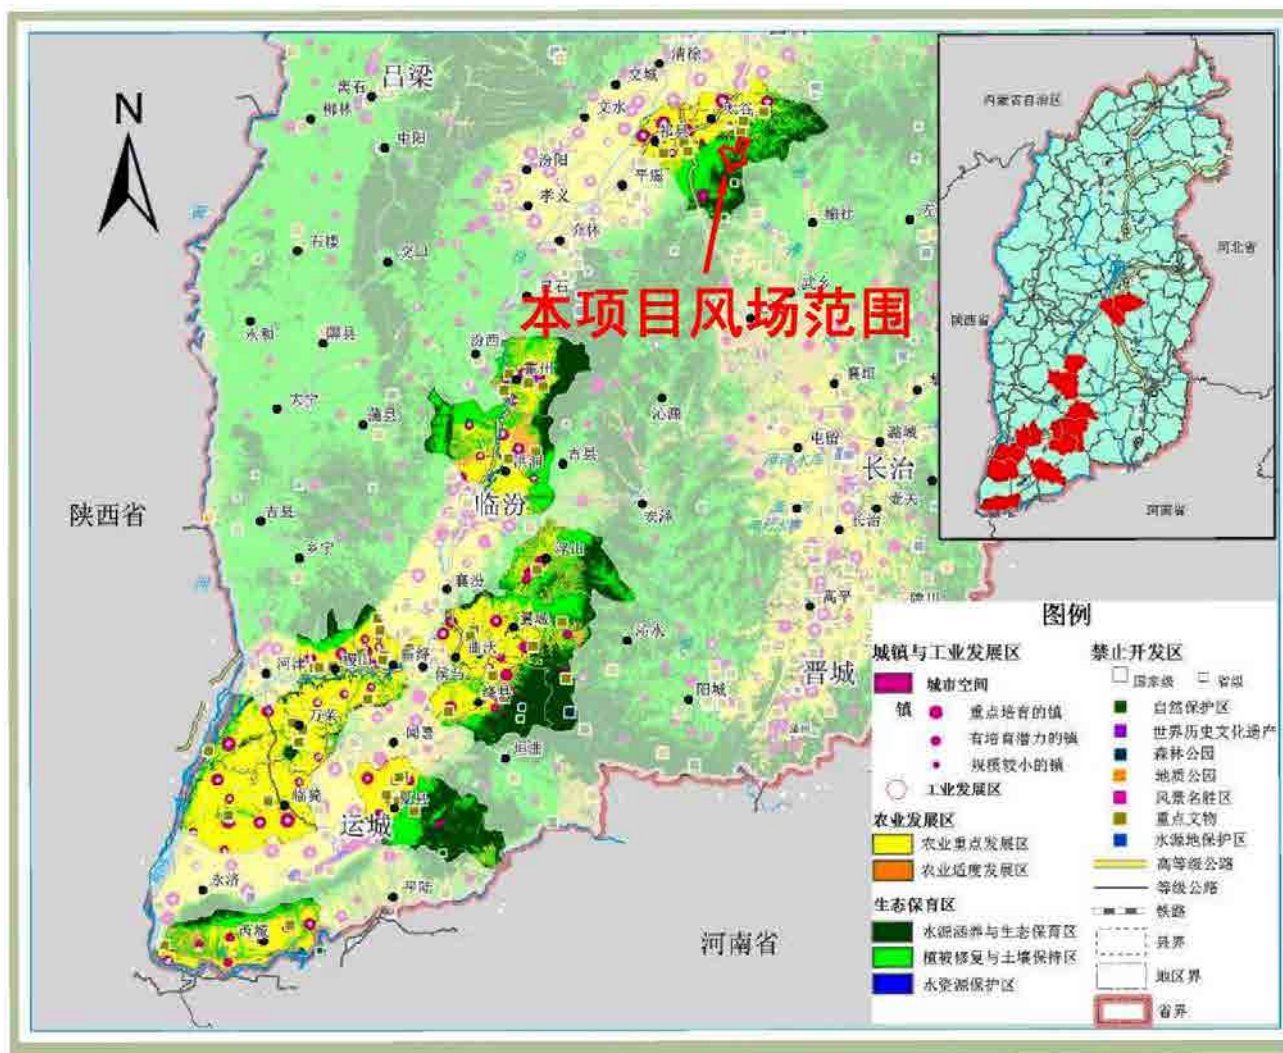 N
吕梁
离石
柳林
中阳
清徐
交城
文水
太谷
祁县
汾阳
平遥
孝义
介休
石楼
交口
榆社
武乡
灵石
本项目风场范围
永和
隰县
汾西
霍州
襄垣
大宁
蒲县
沁源
屯留
潞城
洪洞
古县
长治
临汾
安泽
长治
陕西省
吉县
乡宁
浮山
襄汾
高平
陵川
翼城
沁水
曲沃
河津
稷山
新绛
侯马
绛县
晋城
阳城
万荣
闻喜
垣曲
临猗
夏县
运城
永济
平陆
芮城
河南省
内蒙古自治区
河北省
陕西省
河南省
图例
城镇与工业发展区
城市空间
镇
重点培育的镇
有培育潜力的镇
规模较小的镇
工业发展区
农业发展区
农业重点发展区
农业适度发展区
生态保育区
水源涵养与生态保育区
植被修复与土壤保持区
水资源保护区
禁止开发区
国家级
省级
自然保护区
世界历史文化遗产
森林公园
地质公园
风景名胜区
重点文物
水源地保护区
高等级公路
等级公路
铁路
县界
地区界
省界